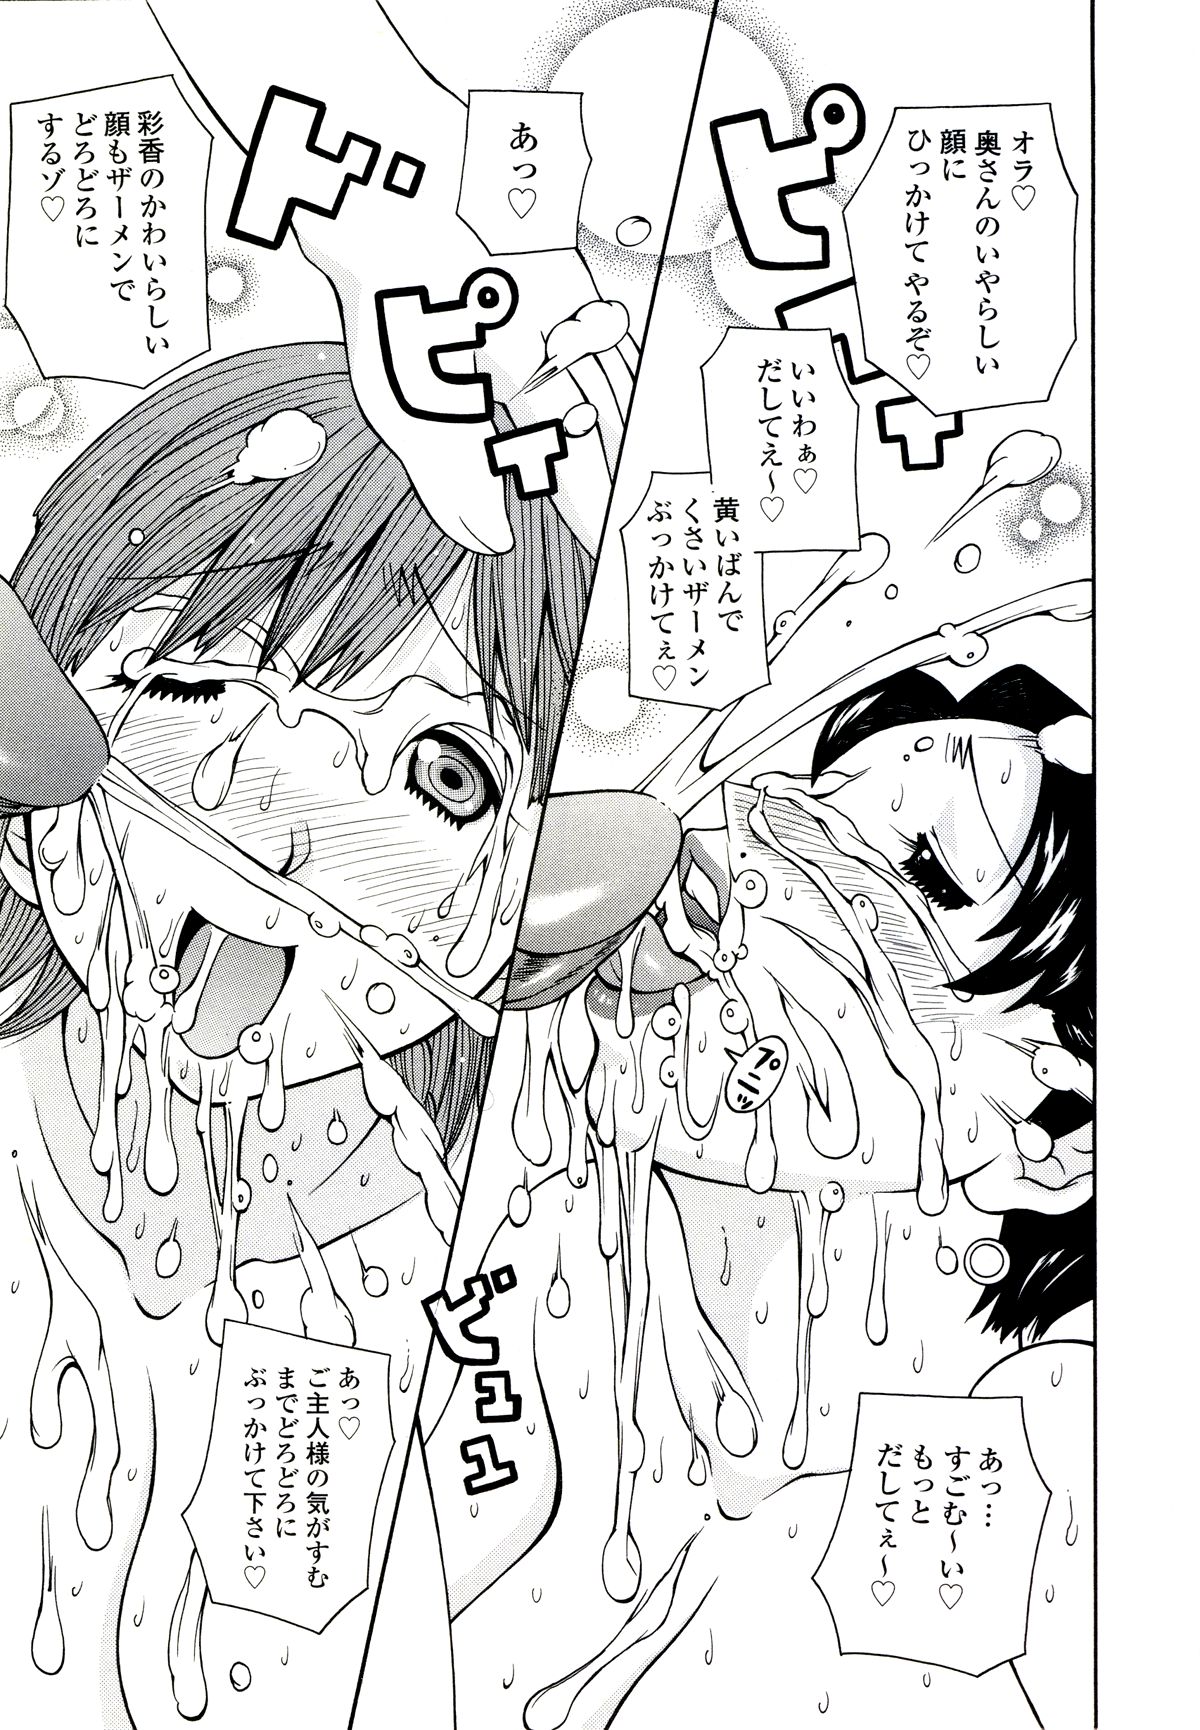 オラ♡
奥さんのいやらしい
顔に
ひっかけてやるぞ♡
ピピュッ
いいわぁ♡
だしてえ～♡
黄いばんで
くさいザーメン
ぶっかけてぇ♡
プニッ
あっ…
すごむ～い♡
もっと
だしてぇ～♡
あっ♡
ドピュッ
彩香のかわいらしい
顔もザーメンで
どろどろに
するゾ♡
ビュュ
あっ♡
ご主人様の気がすむ
までどろどろに
ぶっかけて下さい♡